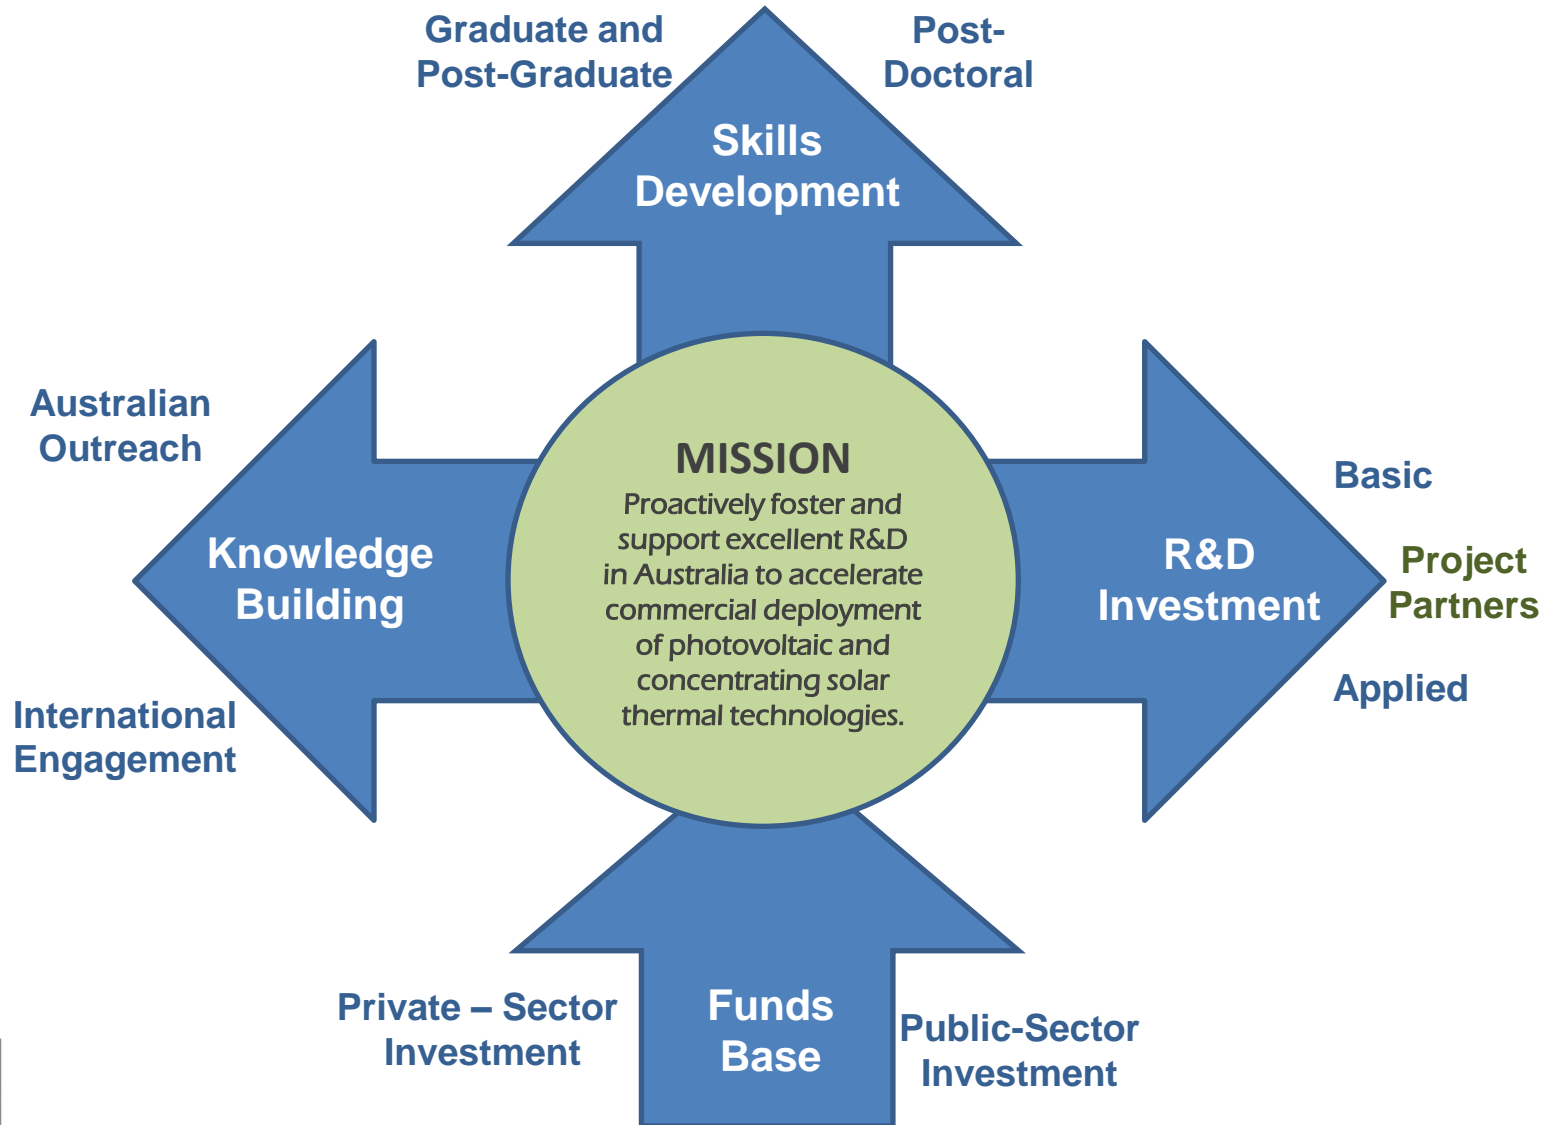 Graduate and
Post-Graduate
Post-
Doctoral
Skills
Development
Australian
Outreach
Knowledge
Building
International
Engagement
MISSION
Proactively foster and
support excellent R&D
in Australia to accelerate
commercial deployment
of photovoltaic and
concentrating solar
thermal technologies.
R&D
Investment
Basic
Project
Partners
Applied
Private – Sector
Investment
Funds
Base
Public-Sector
Investment